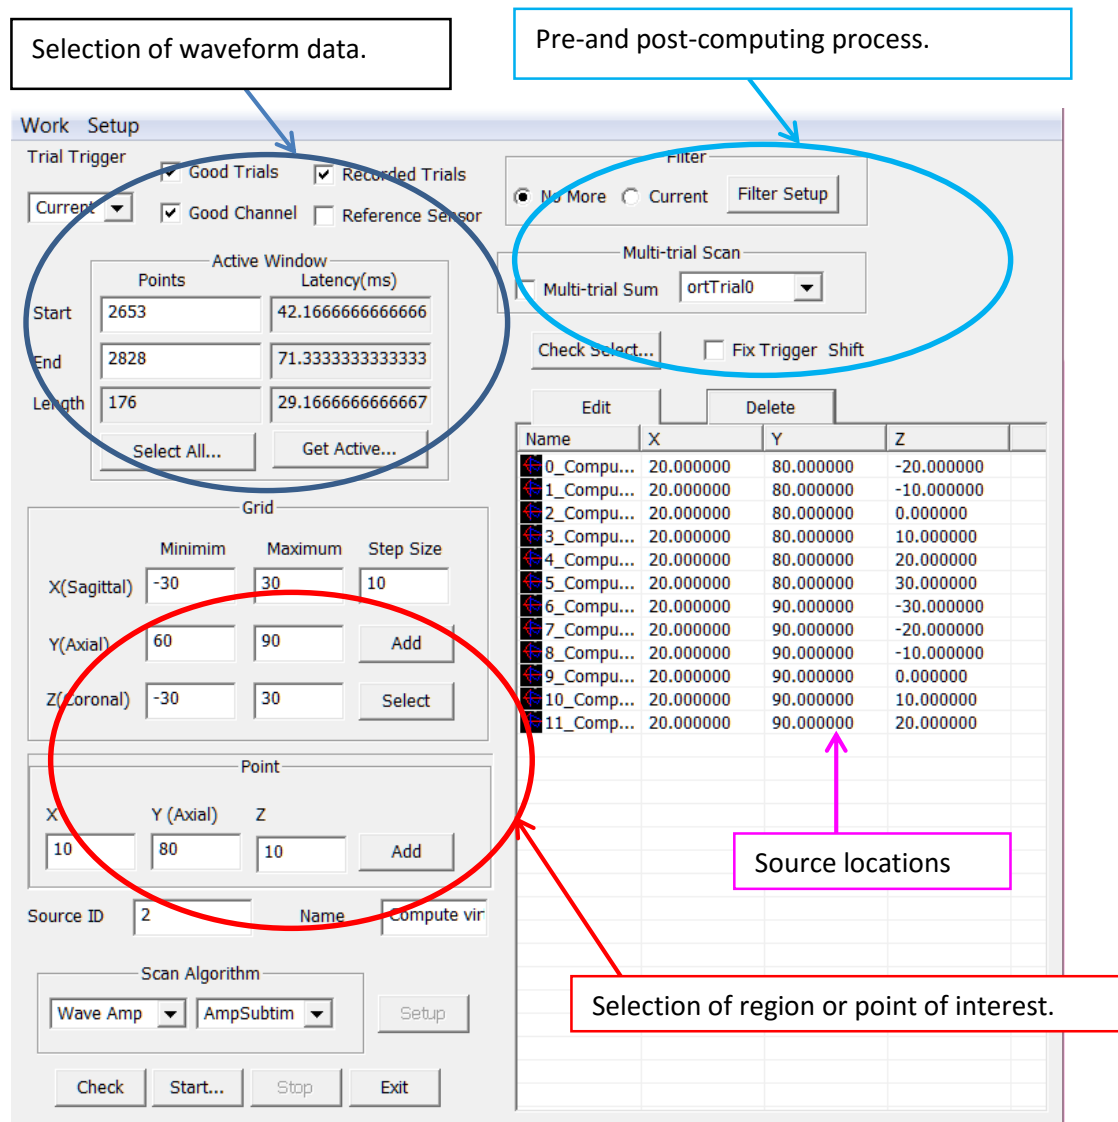 Selection of waveform data.
Pre-and post-computing process.
Work Setup
Trial Trigger
Good Trials
Recorded Trials
Current
Good Channel
Reference Sensor
Active Window
Points
Latency(ms)
Start
2653
42.1666666666666
End
2828
71.3333333333333
Length
176
29.1666666666667
Select All...
Get Active...
Filter
No More
Current
Filter Setup
Multi-trial Scan
Multi-trial Sum
ortTrial0
Check Select...
Fix Trigger Shift
Edit
Delete
Name X Y Z
0_Compu... 20.000000 80.000000 -20.000000
1_Compu... 20.000000 80.000000 -10.000000
2_Compu... 20.000000 80.000000 0.000000
3_Compu... 20.000000 80.000000 10.000000
4_Compu... 20.000000 80.000000 20.000000
5_Compu... 20.000000 80.000000 30.000000
6_Compu... 20.000000 90.000000 -30.000000
7_Compu... 20.000000 90.000000 -20.000000
8_Compu... 20.000000 90.000000 -10.000000
9_Compu... 20.000000 90.000000 0.000000
10_Comp... 20.000000 90.000000 10.000000
11_Comp... 20.000000 90.000000 20.000000
Source locations
Grid
Minimim Maximum Step Size
X(Sagittal) -30 30 10
Y(Axial) 60 90 Add
Z(Coronal) -30 30 Select
Point
X Y (Axial) Z
10 80 10 Add
Source ID 2 Name Compute vir
Selection of region or point of interest.
Scan Algorithm
Wave Amp AmpSubtim Setup
Check Start... Stop Exit